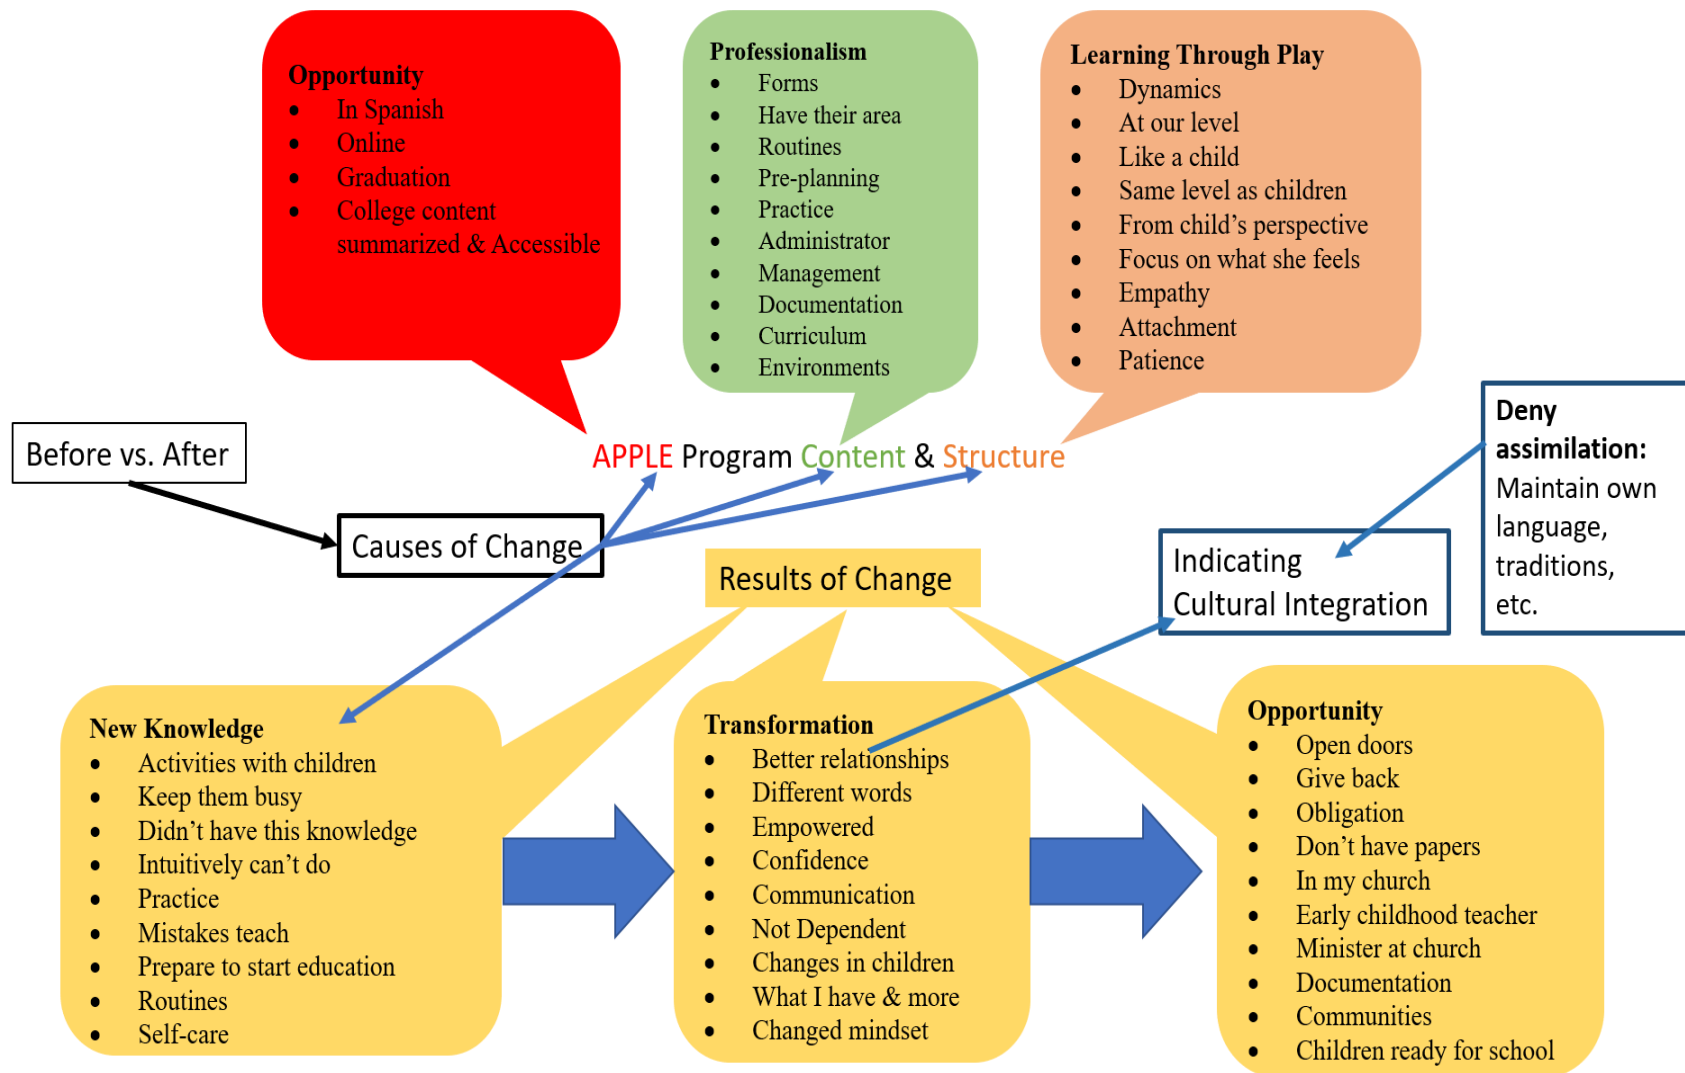 Opportunity
• In Spanish
• Online
• Graduation
• College content
summarized & Accessible
Professionalism
• Forms
• Have their area
• Routines
• Pre-planning
• Practice
• Administrator
• Management
• Documentation
• Curriculum
• Environments
Learning Through Play
• Dynamics
• At our level
• Like a child
• Same level as children
• From child’s perspective
• Focus on what she feels
• Empathy
• Attachment
• Patience
Before vs. After
APPLE Program Content & Structure
Deny
assimilation:
Maintain own
language,
traditions,
etc.
Causes of Change
Results of Change
Indicating
Cultural Integration
New Knowledge
• Activities with children
• Keep them busy
• Didn’t have this knowledge
• Intuitively can’t do
• Practice
• Mistakes teach
• Prepare to start education
• Routines
• Self-care
Transformation
• Better relationships
• Different words
• Empowered
• Confidence
• Communication
• Not Dependent
• Changes in children
• What I have & more
• Changed mindset
Opportunity
• Open doors
• Give back
• Obligation
• Don’t have papers
• In my church
• Early childhood teacher
• Minister at church
• Documentation
• Communities
• Children ready for school